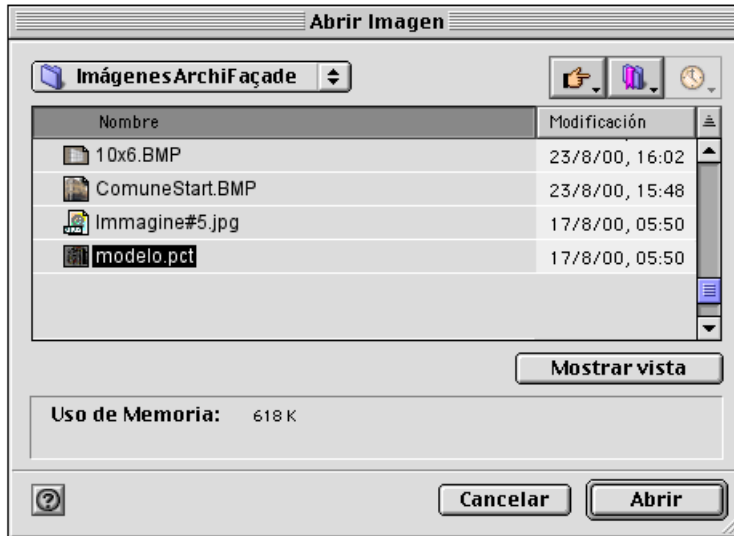 Abrir Imagen
ImágenesArchiFaçade
Nombre Modificación
10x6.BMP 23/8/00, 16:02
ComuneStart.BMP 23/8/00, 15:48
Immagine#5.jpg 17/8/00, 05:50
modelo.pct 17/8/00, 05:50
Mostrar vista
Uso de Memoria: 618 K
? Cancelar Abrir